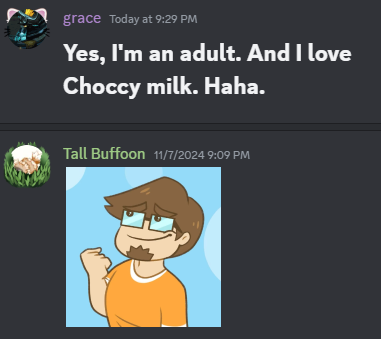 grace Today at 9:29 PM
Yes, I'm an adult. And I love
Choccy milk. Haha.
Tall Buffoon 11/7/2024 9:09 PM